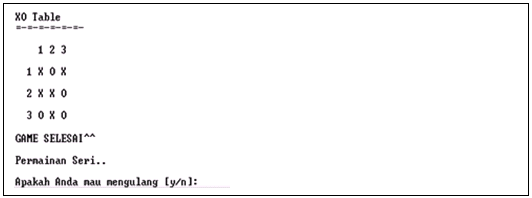 XO Table
=-=-=-=-=-=-
1 2 3
1 X O X
2 X X O
3 O X O
GAME SELESAI^^
Permainan Seri..
Apakah Anda mau mengulang [y/n]: